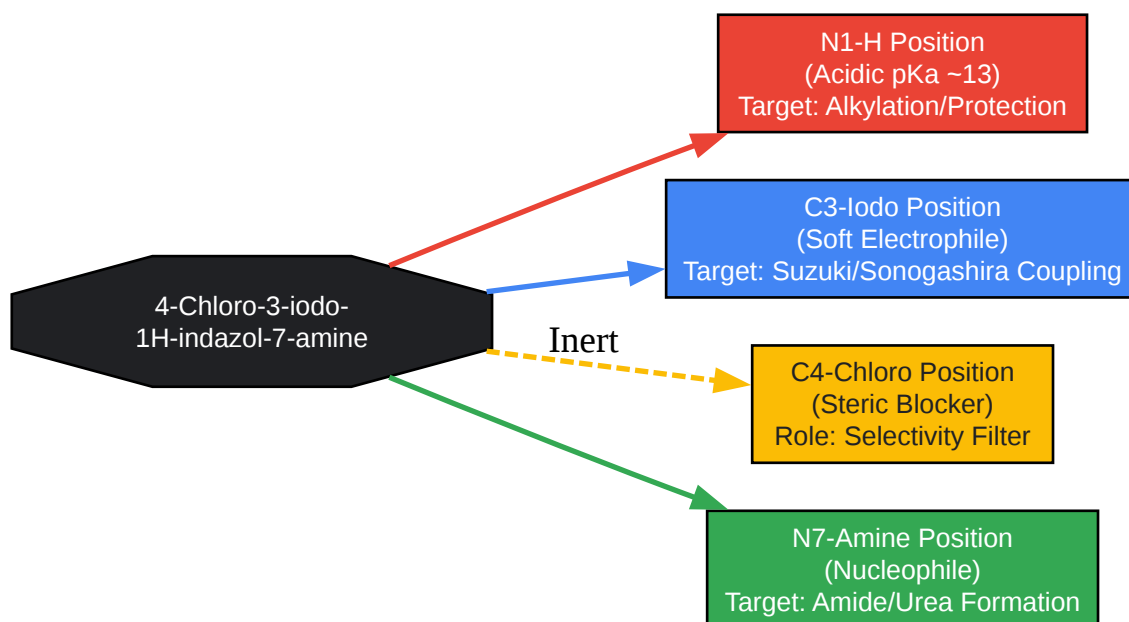 N1-H Position
(Acidic pKa ~13)
Target: Alkylation/Protection
C3-Iodo Position
(Soft Electrophile)
Target: Suzuki/Sonogashira Coupling
4-Chloro-3-iodo-
1H-indazol-7-amine
Inert
C4-Chloro Position
(Steric Blocker)
Role: Selectivity Filter
N7-Amine Position
(Nucleophile)
Target: Amide/Urea Formation